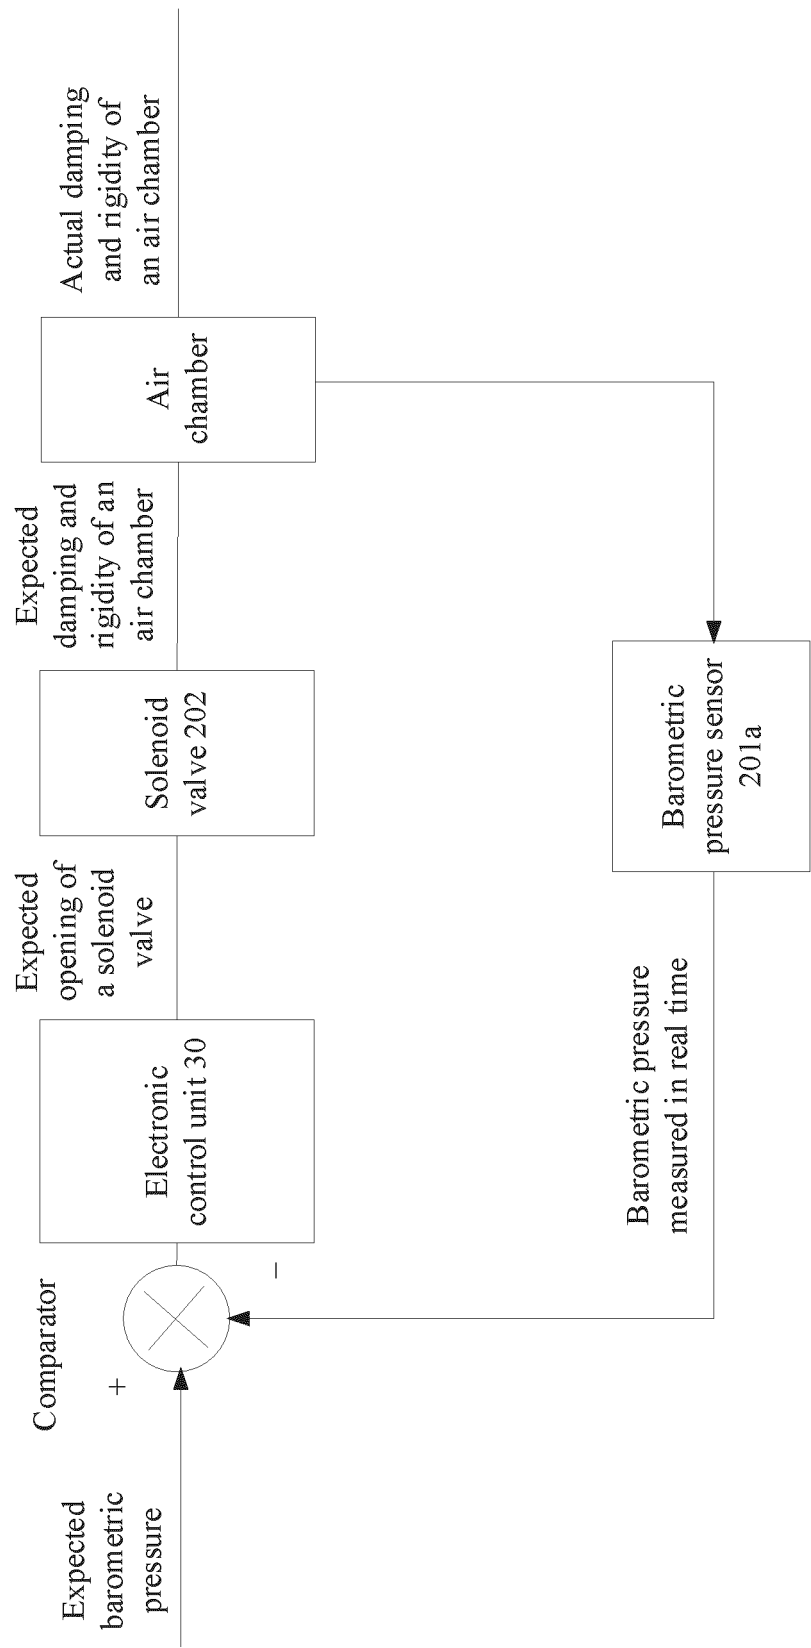 Expected
barometric
pressure
Comparator
+
−
Electronic
control unit 30
Expected
opening of
a solenoid
valve
Solenoid
valve 202
Expected
damping and
rigidity of an
air chamber
Air
chamber
Actual damping
and rigidity of
an air chamber
Barometric
pressure sensor
201a
Barometric pressure
measured in real time